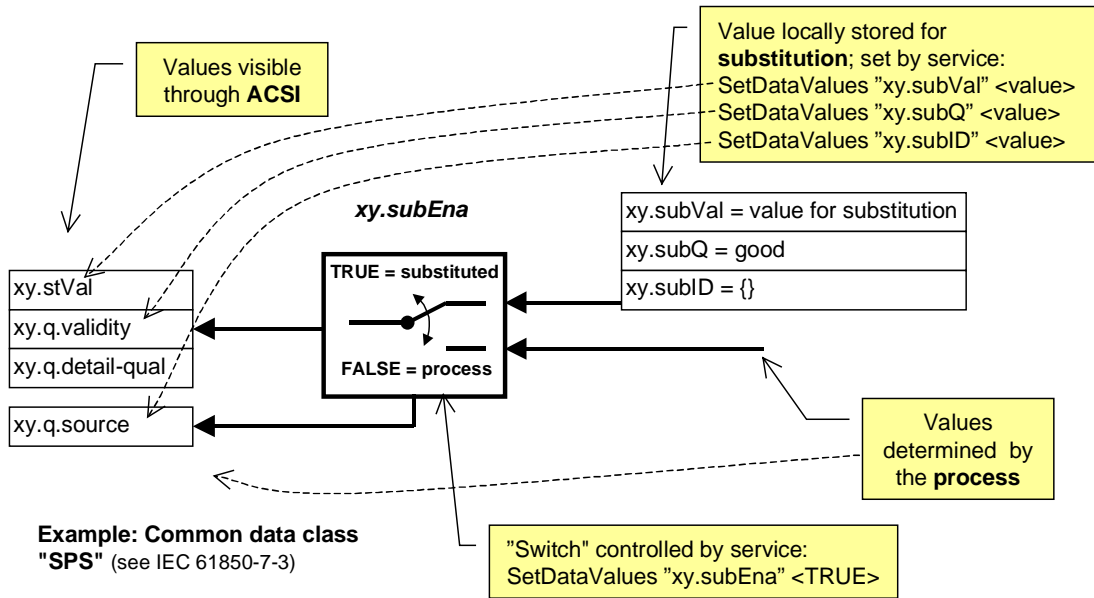 Values visible
through ACSI
Value locally stored for
substitution; set by service:
SetDataValues ”xy.subVal” <value>
SetDataValues ”xy.subQ” <value>
SetDataValues ”xy.subID” <value>
xy.subEna
xy.subVal = value for substitution
xy.subQ = good
xy.subID = {}
TRUE = substituted
FALSE = process
xy.stVal
xy.q.validity
xy.q.detail-qual
xy.q.source
Values
determined by
the process
Example: Common data class
"SPS" (see IEC 61850-7-3)
”Switch" controlled by service:
SetDataValues ”xy.subEna” <TRUE>